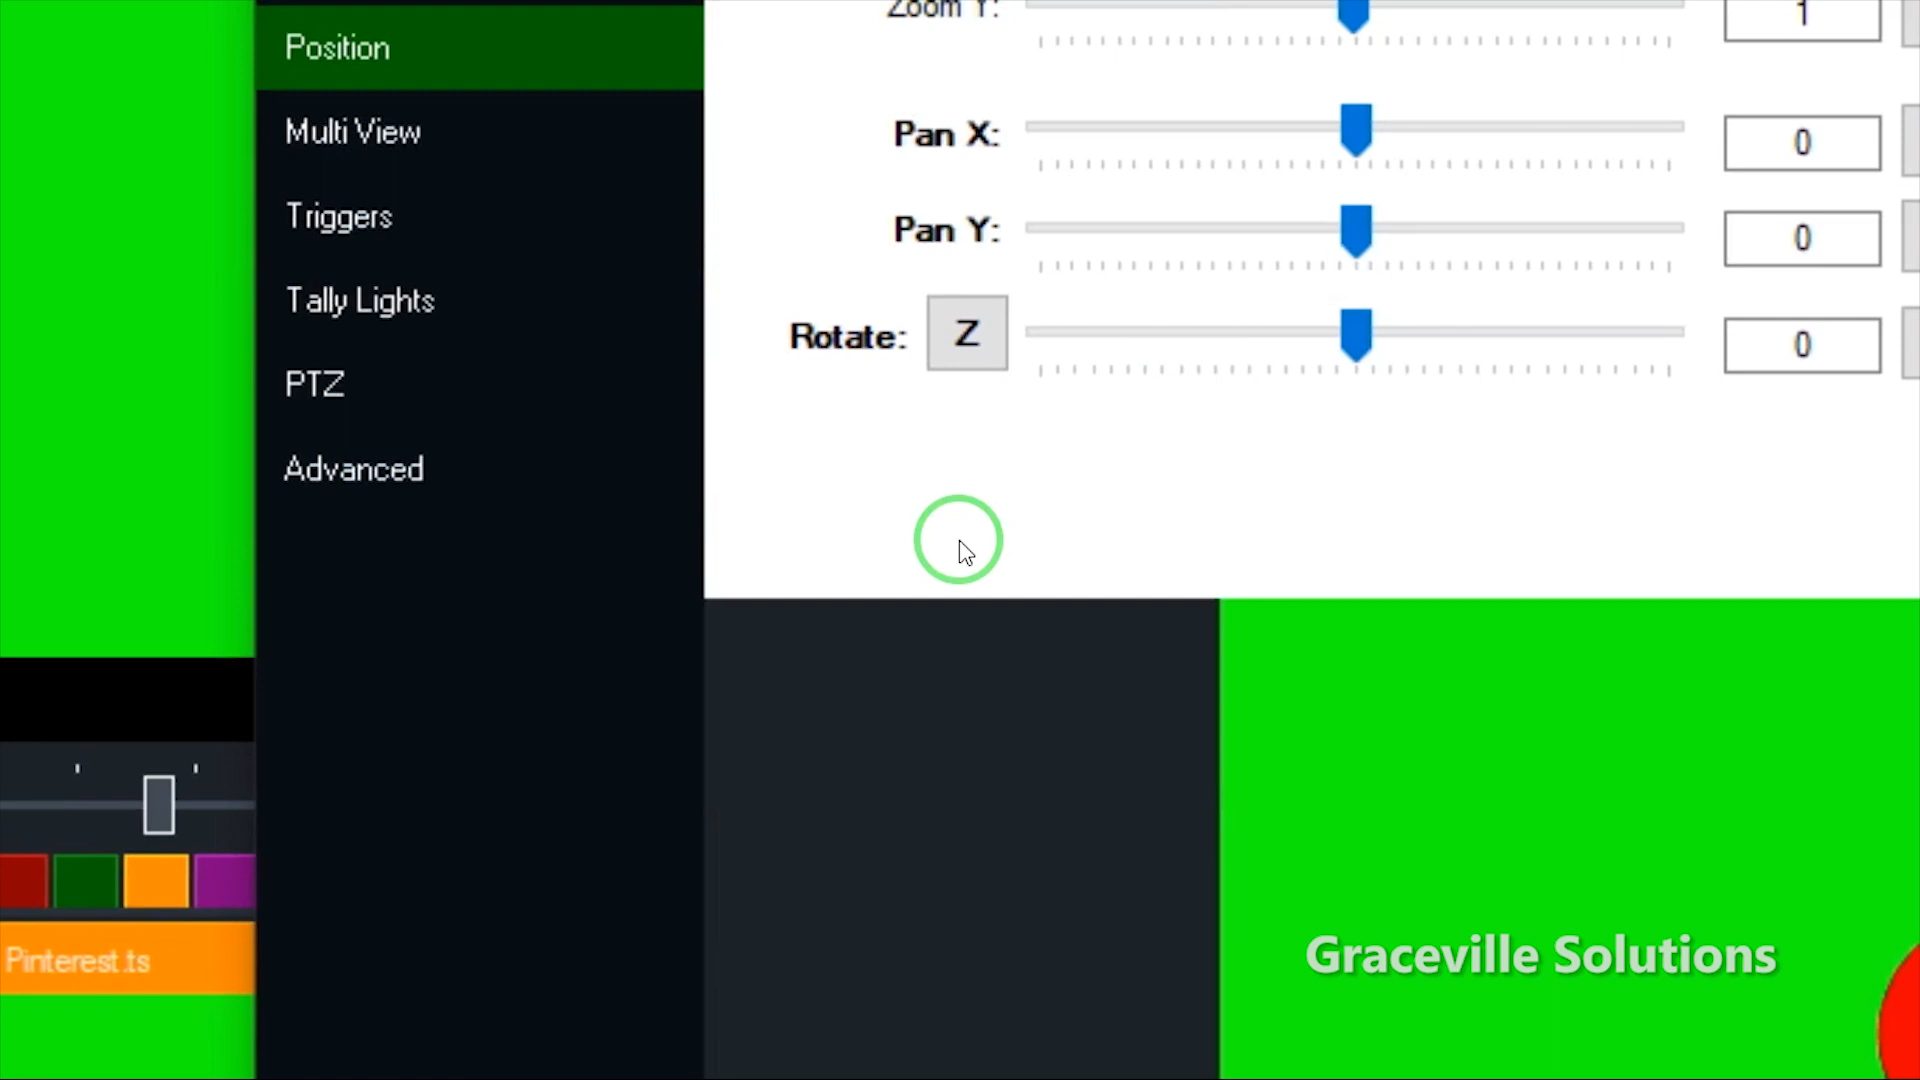 Position
Multi View
Triggers
Tally Lights
PTZ
Advanced
Zoom Y: 1
Pan X: 0
Pan Y: 0
Rotate: Z 0
Pinterest.ts
Graceville Solutions